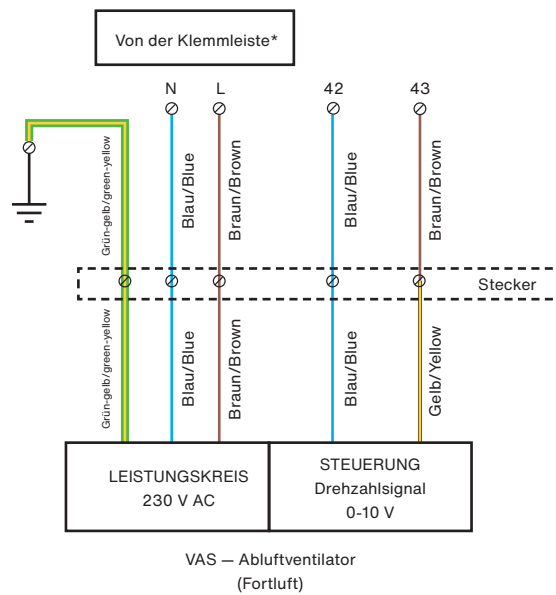 Von der Klemmleiste*
N
L
42
43
Grün-gelb/green-yellow
Blau/Blue
Braun/Brown
Blau/Blue
Braun/Brown
Stecker
Grün-gelb/green-yellow
Blau/Blue
Braun/Brown
Blau/Blue
Gelb/Yellow
LEISTUNGSKREIS
230 V AC
STEUERUNG
Drehzahlsignal
0-10 V
VAS — Abluftventilator
(Fortluft)